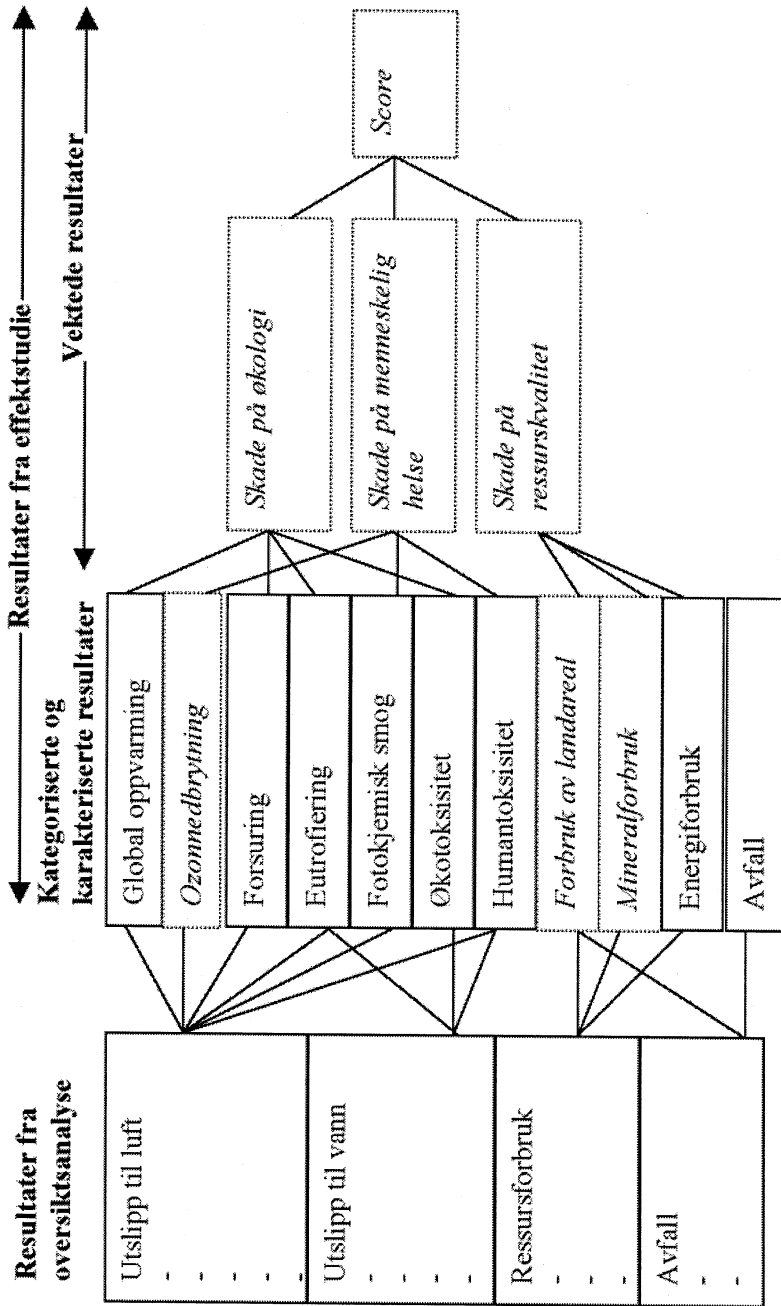 Resultater fra effektstudie
Vektede resultater
Resultater fra
oversiktsanalyse
Kategoriserte og
karakteriserte resultater
Utslipp til luft
-
-
-
-
-
Utslipp til vann
-
-
-
-
Ressursforbruk
-
-
-
Avfall
-
-
Global oppvarming
Ozonnedbrytning
Forsuring
Eutrofiering
Fotokjemisk smog
Økotoksisitet
Humantoksisitet
Forbruk av landareal
Mineralforbruk
Energiforbruk
Avfall
Skade på økologi
Skade på menneskelig
helse
Skade på
ressurskvalitet
Score